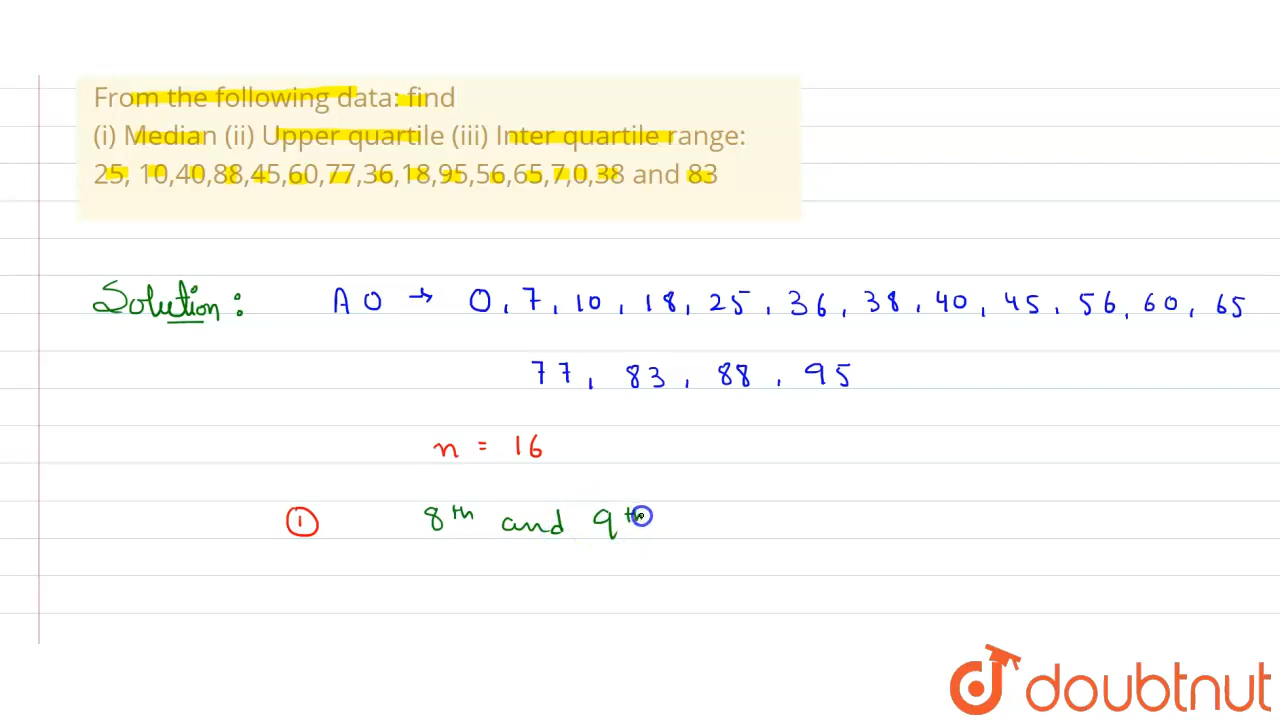 From the following data: find
(i) Median (ii) Upper quartile (iii) Inter quartile range:
25, 10,40,88,45,60,77,36,18,95,56,65,7,0,38 and 83
Solution : AO → 0, 7, 10, 18, 25, 36, 38, 40, 45, 56, 60, 65
77, 83, 88, 95
n = 16
1 8th and 9th
doubtnut